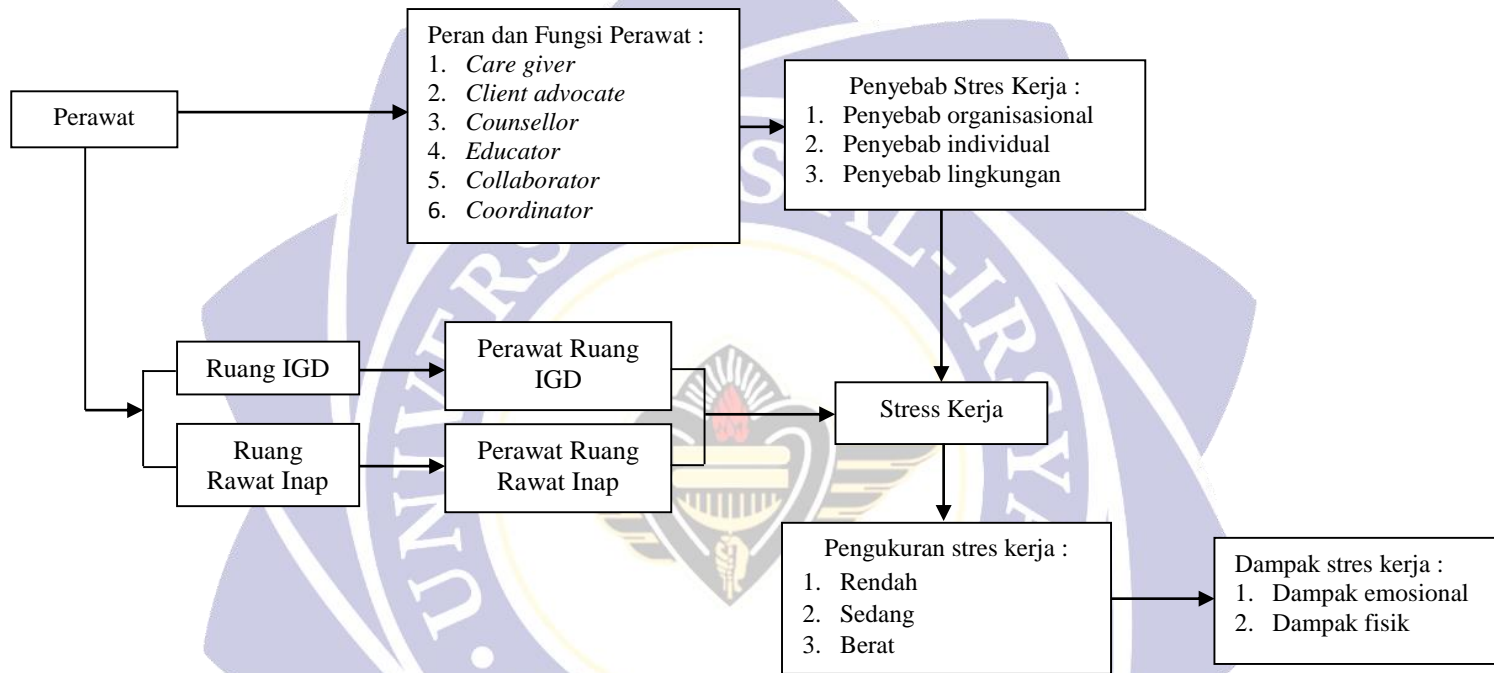 Perawat
Peran dan Fungsi Perawat :
1. Care giver
2. Client advocate
3. Counsellor
4. Educator
5. Collaborator
6. Coordinator
Penyebab Stres Kerja :
1. Penyebab organisasional
2. Penyebab individual
3. Penyebab lingkungan
Ruang IGD
Perawat Ruang
IGD
Ruang
Rawat Inap
Perawat Ruang
Rawat Inap
Stress Kerja
Pengukuran stres kerja :
1. Rendah
2. Sedang
3. Berat
Dampak stres kerja :
1. Dampak emosional
2. Dampak fisik